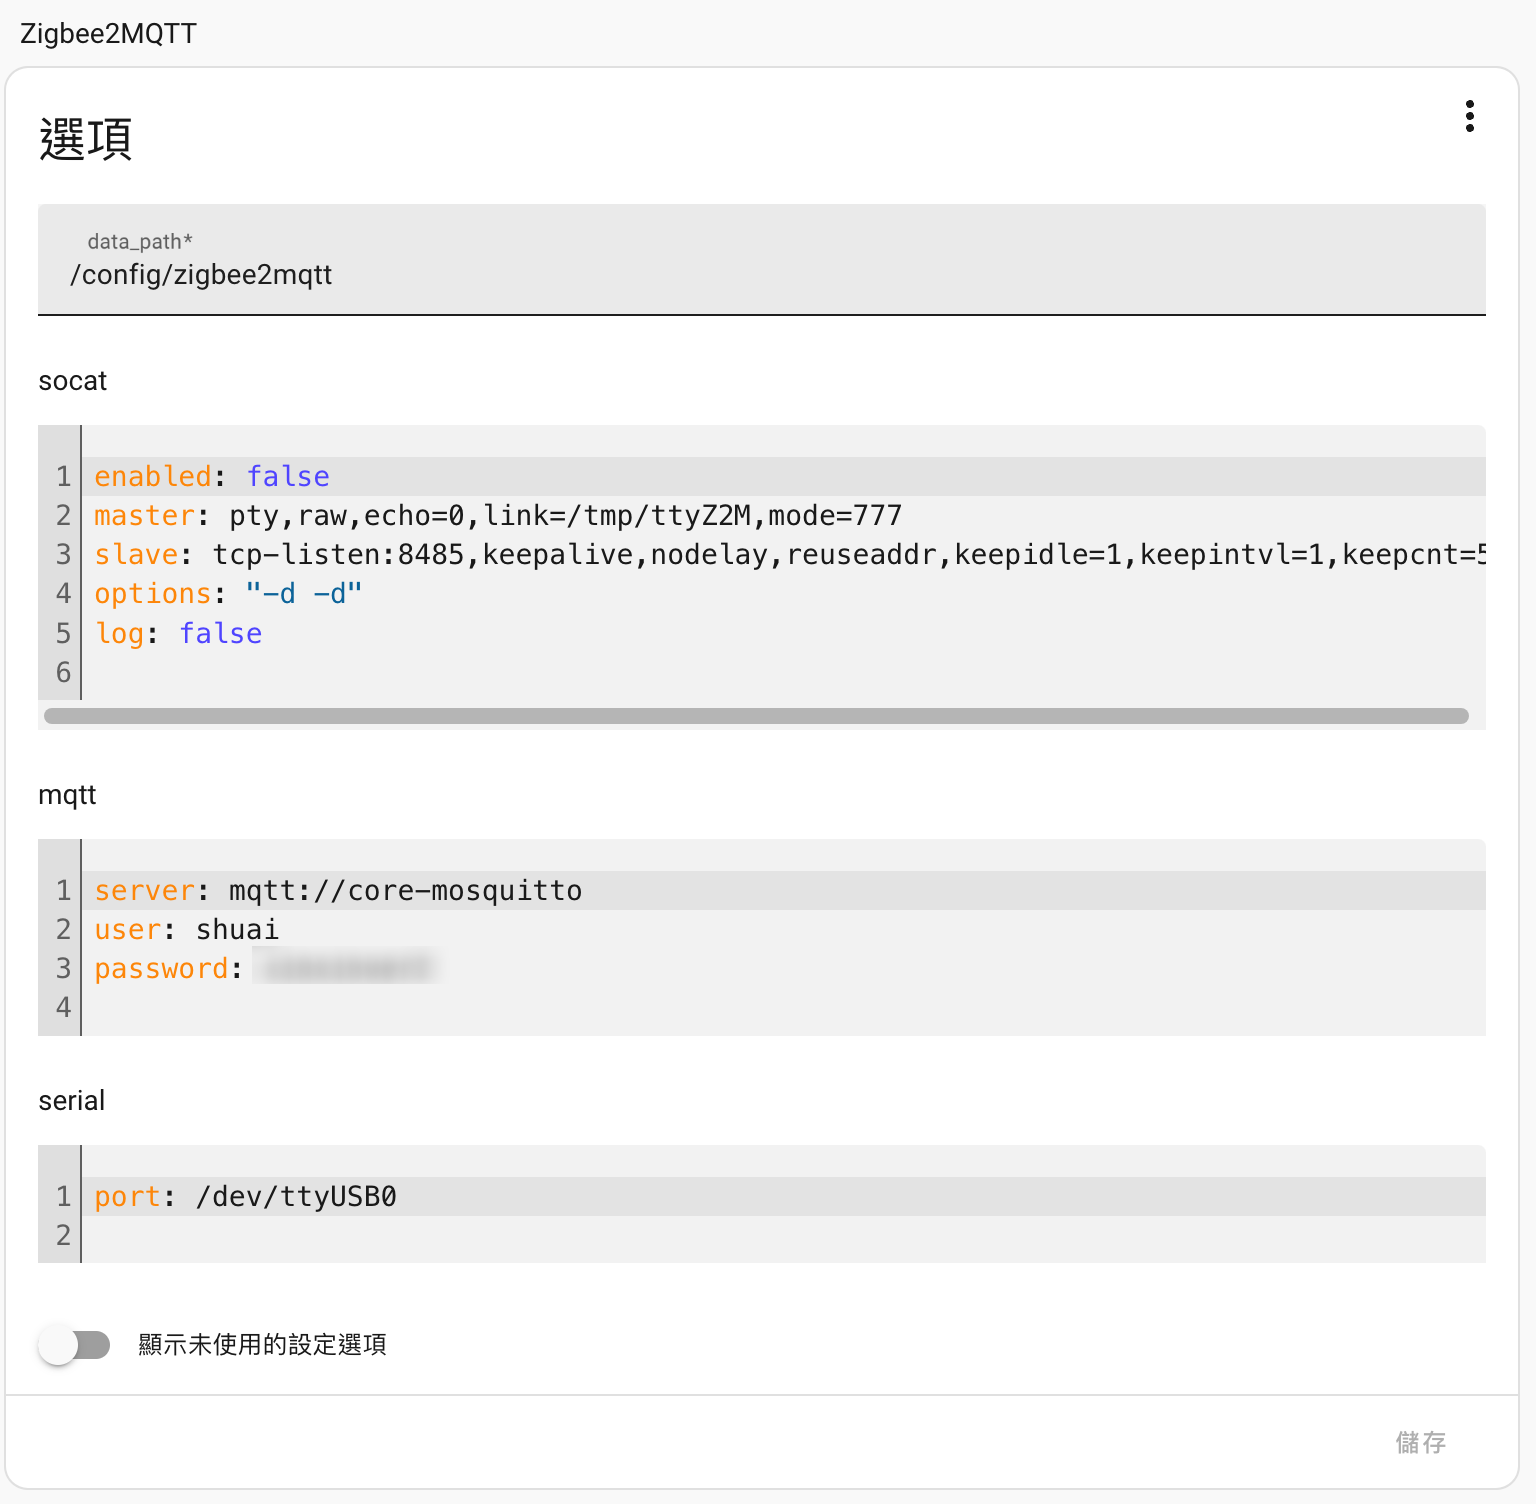 Zigbee2MQTT
選項
data_path*
/config/zigbee2mqtt
socat
1 enabled: false
2 master: pty,raw,echo=0,link=/tmp/ttyZ2M,mode=777
3 slave: tcp-listen:8485,keepalive,nodelay,reuseaddr,keepidle=1,keepintvl=1,keepcnt=5
4 options: "-d -d"
5 log: false
6
mqtt
1 server: mqtt://core-mosquitto
2 user: shuai
3 password:
4
serial
1 port: /dev/ttyUSB0
2
顯示未使用的設定選項
儲存